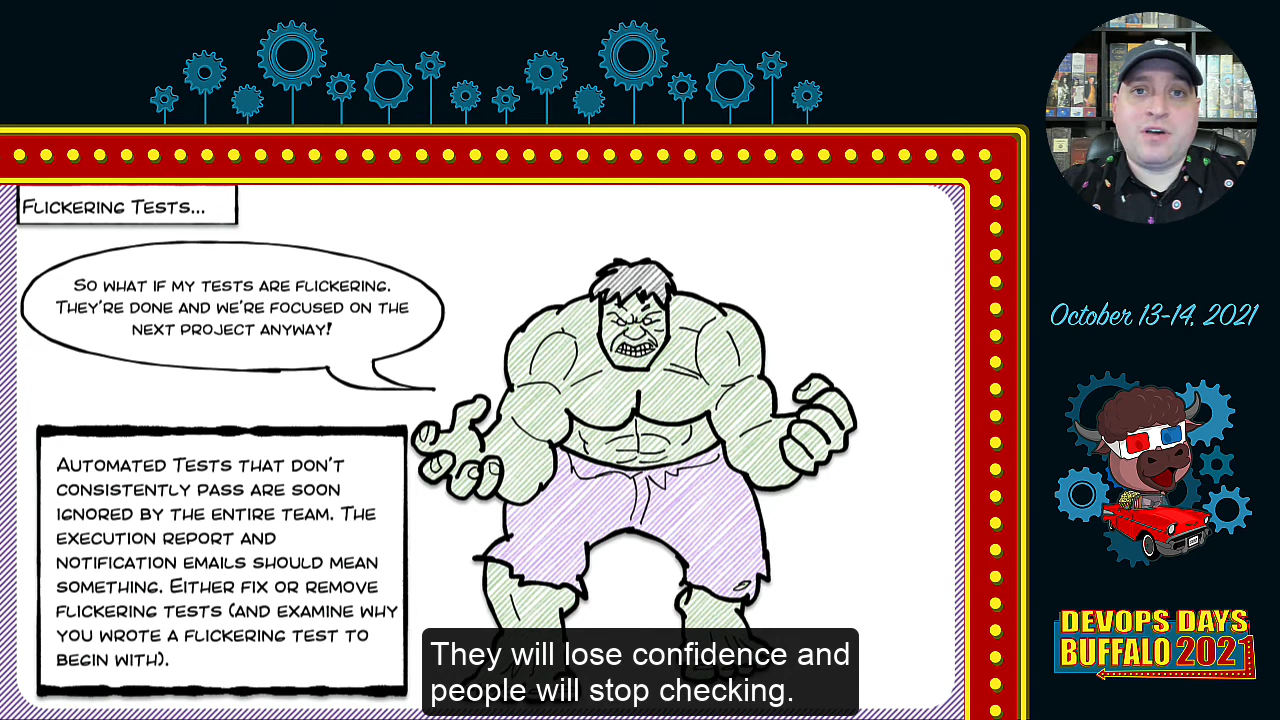 Flickering Tests...
So what if my tests are flickering.
They're done and we're focused on the
next project anyway!
Automated Tests that don't
consistently pass are soon
ignored by the entire team. The
execution report and
notification emails should mean
something. Either fix or remove
flickering tests (and examine why
you wrote a flickering test to
begin with).
They will lose confidence and
people will stop checking.
October 13-14, 2021
DEVOPS DAYS
BUFFALO 2021